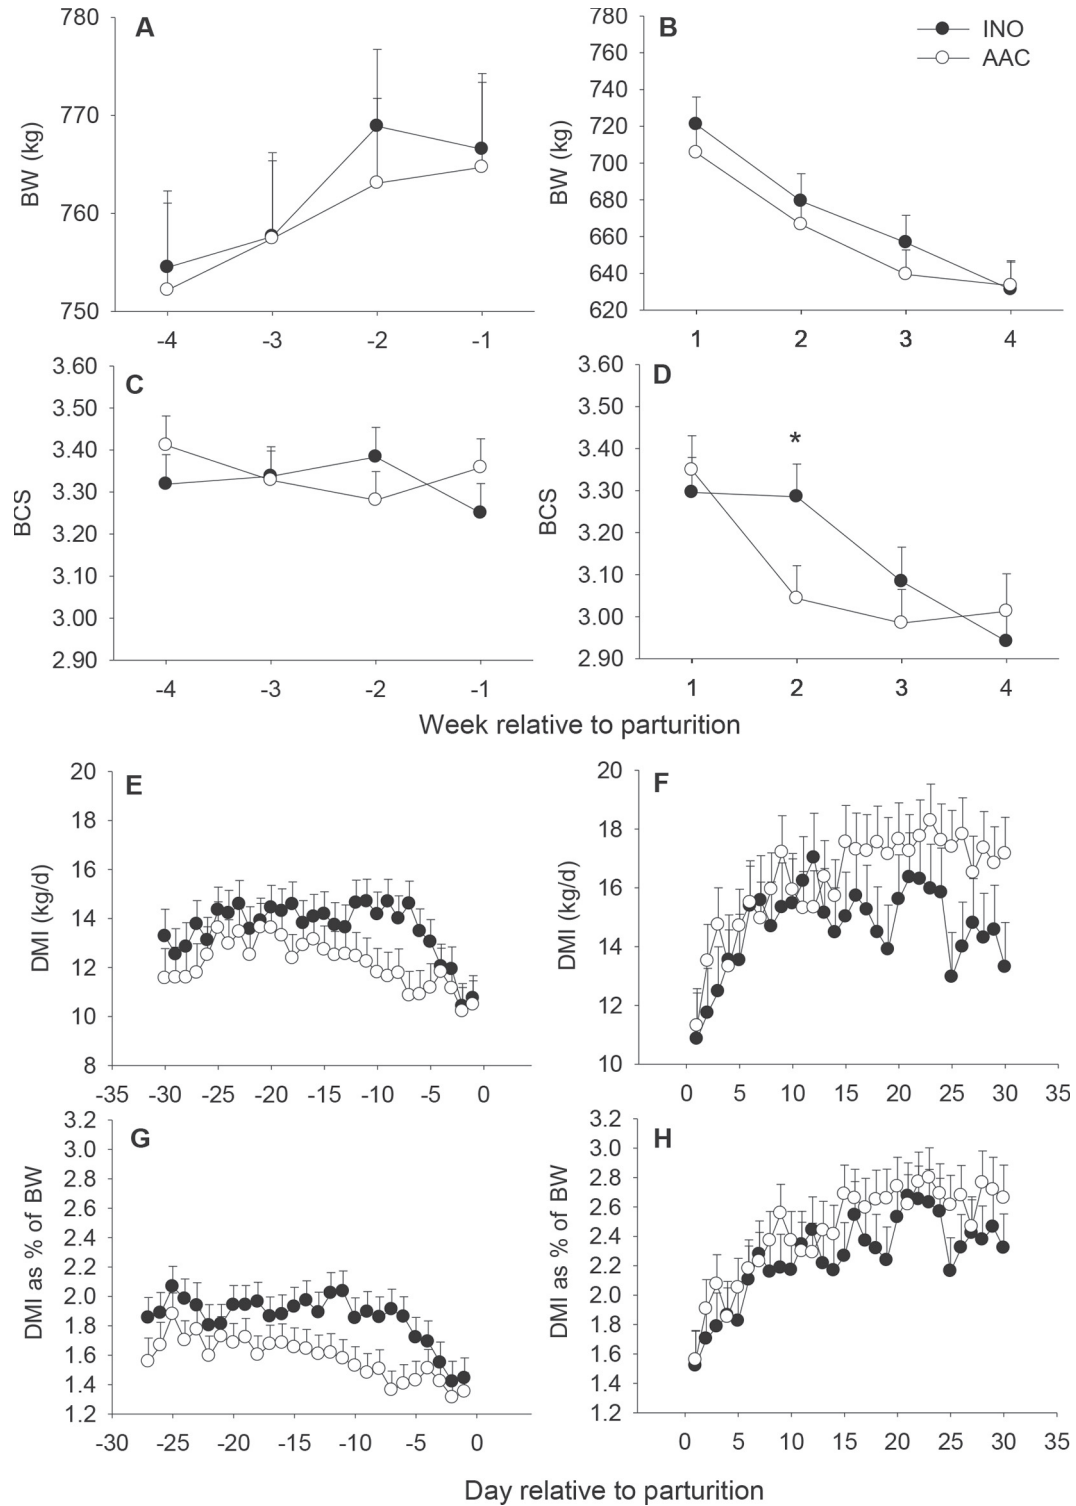 A
BW (kg)
780
770
760
750
-4 -3 -2 -1
B
INO
AAC
BW (kg)
780
760
740
720
700
680
660
640
620
1 2 3 4
C
BCS
3.60
3.50
3.40
3.30
3.20
3.10
3.00
2.90
-4 -3 -2 -1
D
*
BCS
3.60
3.50
3.40
3.30
3.20
3.10
3.00
2.90
1 2 3 4
Week relative to parturition
E
DMI (kg/d)
20
18
16
14
12
10
8
-35 -30 -25 -20 -15 -10 -5 0
F
DMI (kg/d)
20
18
16
14
12
10
0 5 10 15 20 25 30 35
G
DMI as % of BW
3.2
3.0
2.8
2.6
2.4
2.2
2.0
1.8
1.6
1.4
1.2
-30 -25 -20 -15 -10 -5 0
H
DMI as % of BW
3.2
3.0
2.8
2.6
2.4
2.2
2.0
1.8
1.6
1.4
1.2
0 5 10 15 20 25 30 35
Day relative to parturition